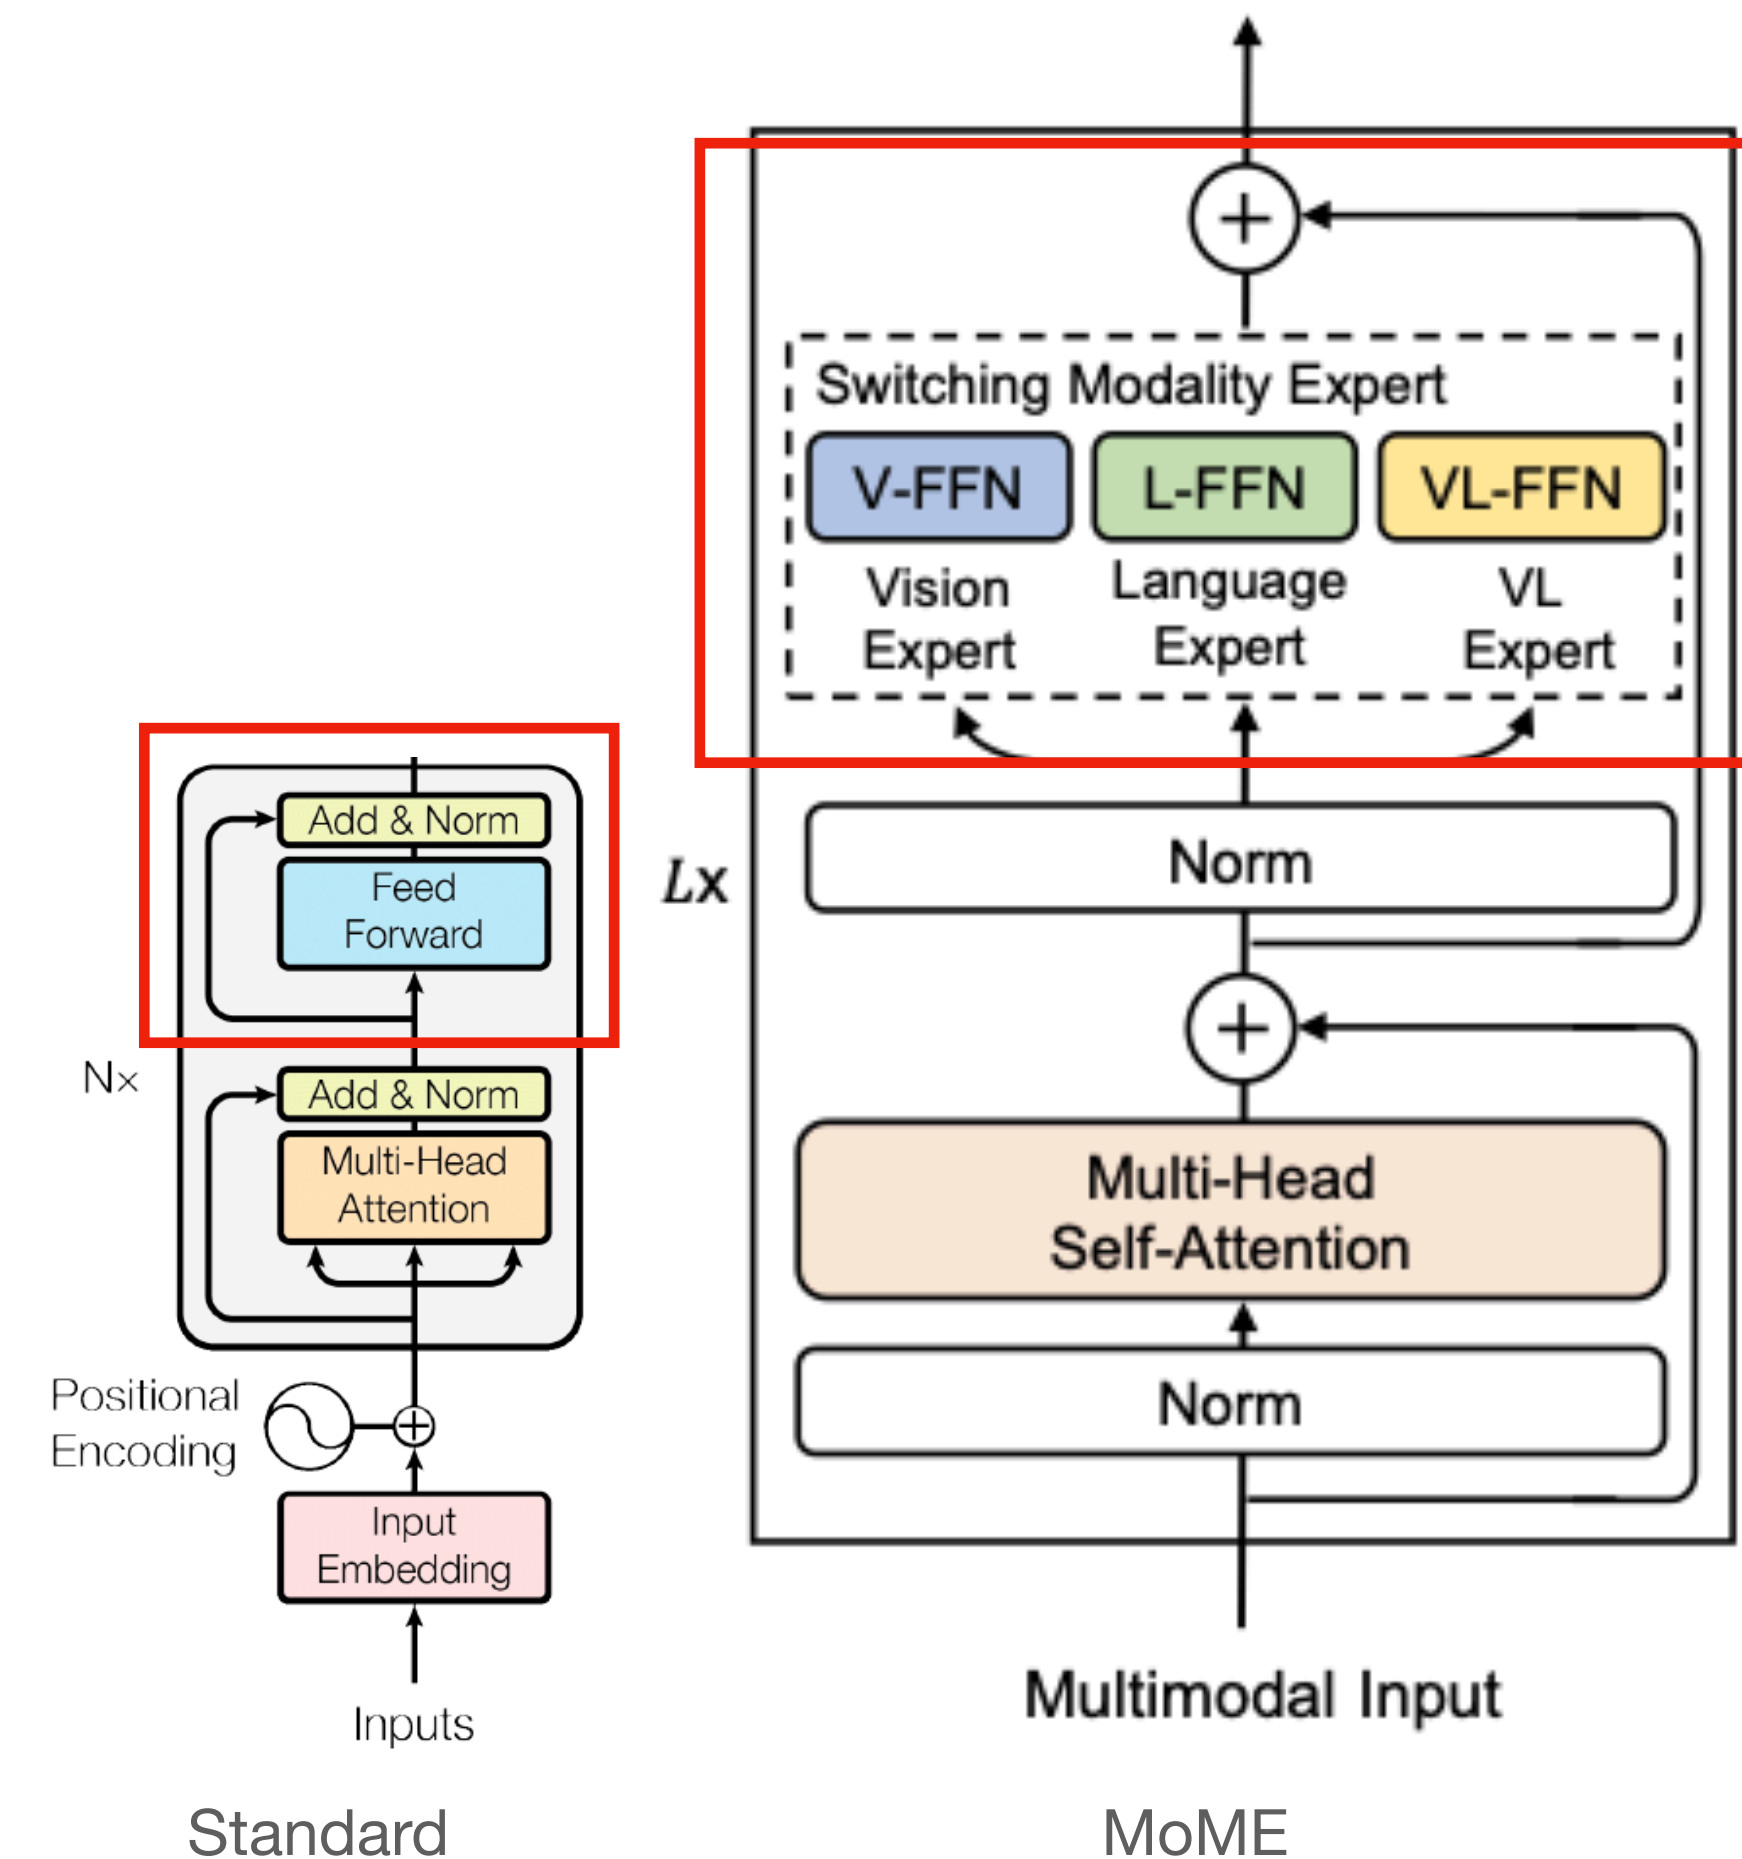 Add & Norm
Feed
Forward
Nx
Add & Norm
Multi-Head
Attention
Positional
Encoding
Input
Embedding
Inputs
Standard
Switching Modality Expert
V-FFN
L-FFN
VL-FFN
Vision
Expert
Language
Expert
VL
Expert
Lx
Norm
Multi-Head
Self-Attention
Norm
Multimodal Input
MoME